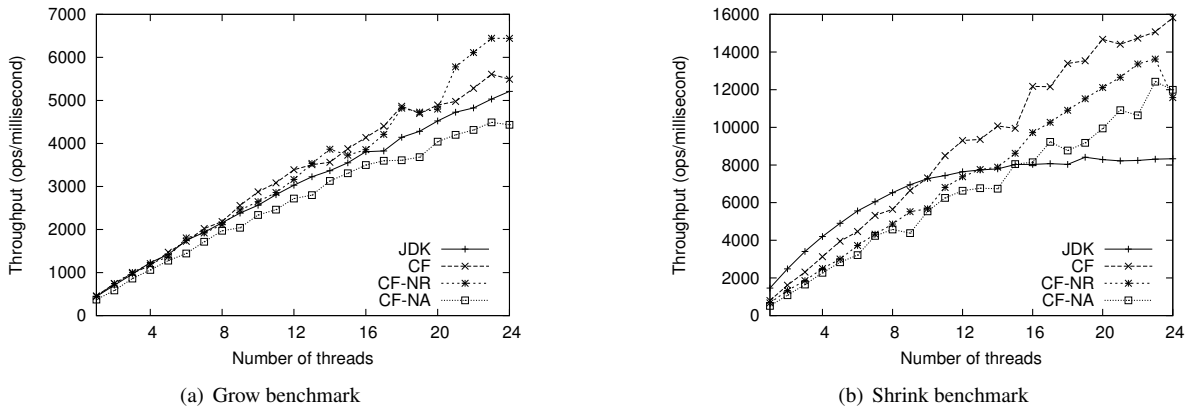 7000
6000
5000
4000
3000
2000
1000
0
Throughput (ops/millisecond)
4 8 12 16 20 24
Number of threads
JDK
CF
CF-NR
CF-NA
(a) Grow benchmark
16000
14000
12000
10000
8000
6000
4000
2000
0
Throughput (ops/millisecond)
4 8 12 16 20 24
Number of threads
JDK
CF
CF-NR
CF-NA
(b) Shrink benchmark